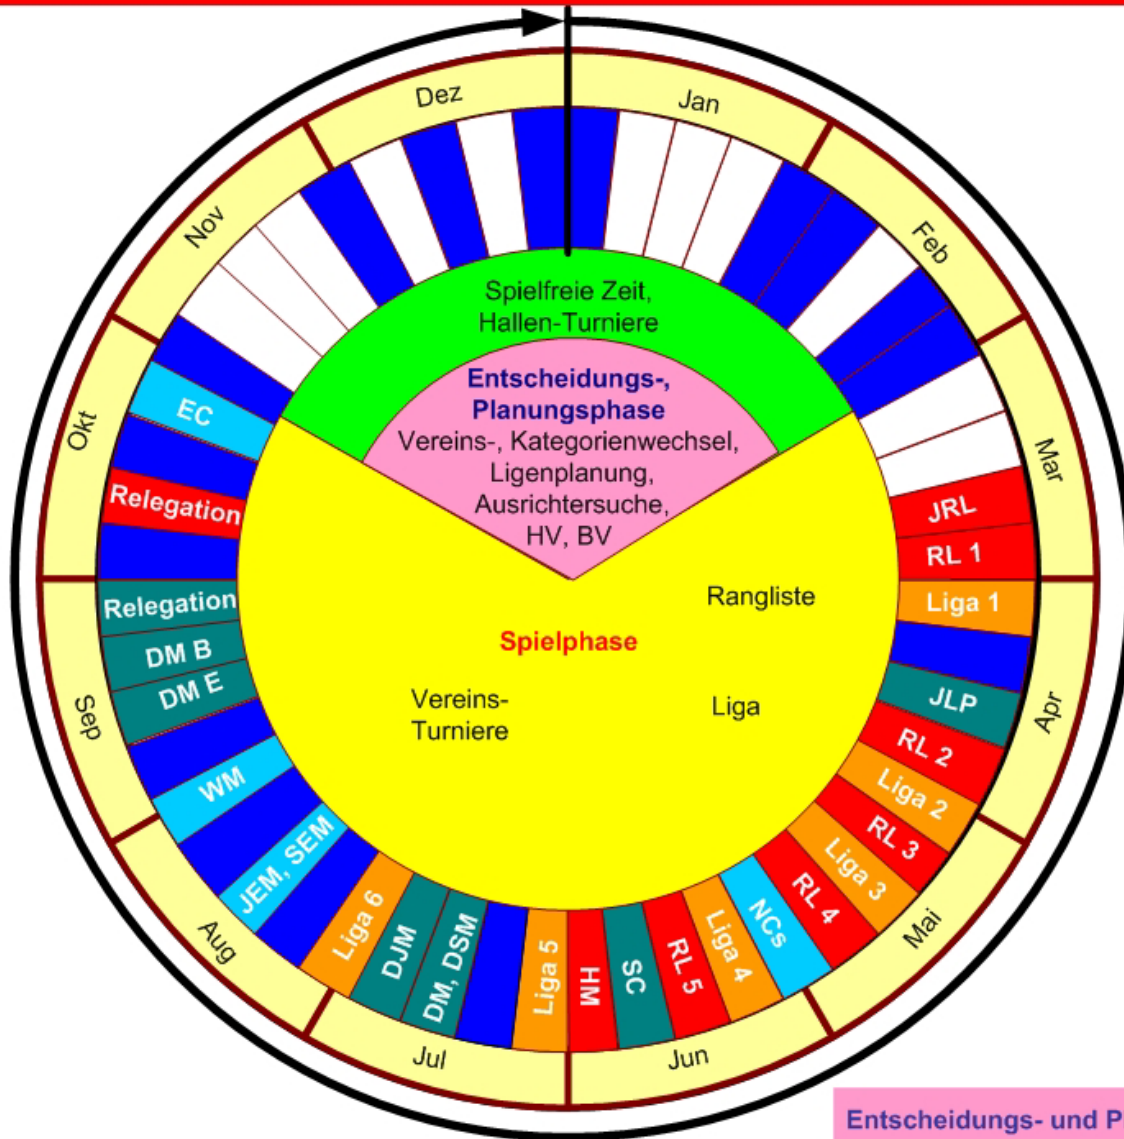 Dez
Jan
Nov
Feb
Okt
Mar
Sep
Apr
Aug
Mai
Jul
Jun
Spielfreie Zeit,
Hallen-Turniere
Entscheidungs-,
Planungsphase
Vereins-, Kategorienwechsel,
Ligenplanung,
Ausrichtersuche,
HV, BV
Rangliste
Spielphase
Vereins-
Turniere
Liga
JRL
RL 1
Liga 1
JLP
RL 2
Liga 2
RL 3
Liga 3
RL 4
NCs
Liga 4
RL 5
SC
HM
Liga 5
DM, DSM
DJM
Liga 6
JEM, SEM
WM
DM E
DM B
Relegation
Relegation
EC
Entscheidungs- und P